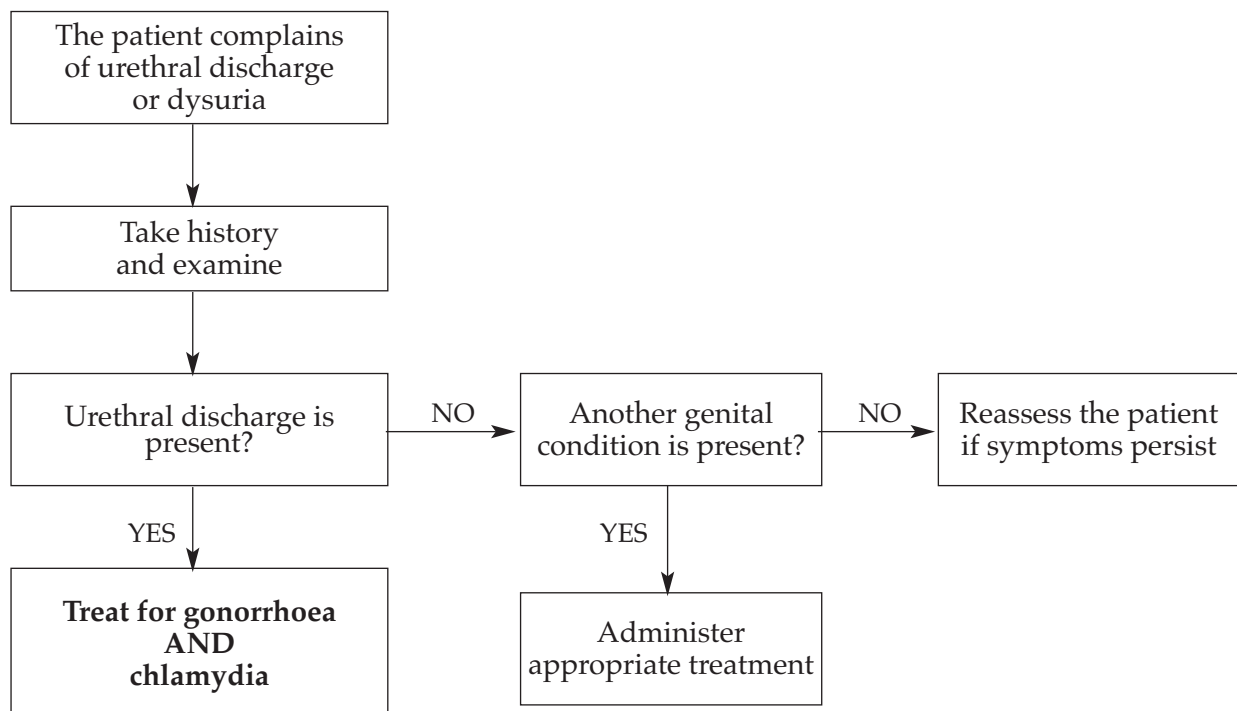 The patient complains
of urethral discharge
or dysuria
Take history
and examine
Urethral discharge is
present?
NO
Another genital
condition is present?
NO
Reassess the patient
if symptoms persist
YES
YES
Treat for gonorrhoea
AND
chlamydia
Administer
appropriate treatment